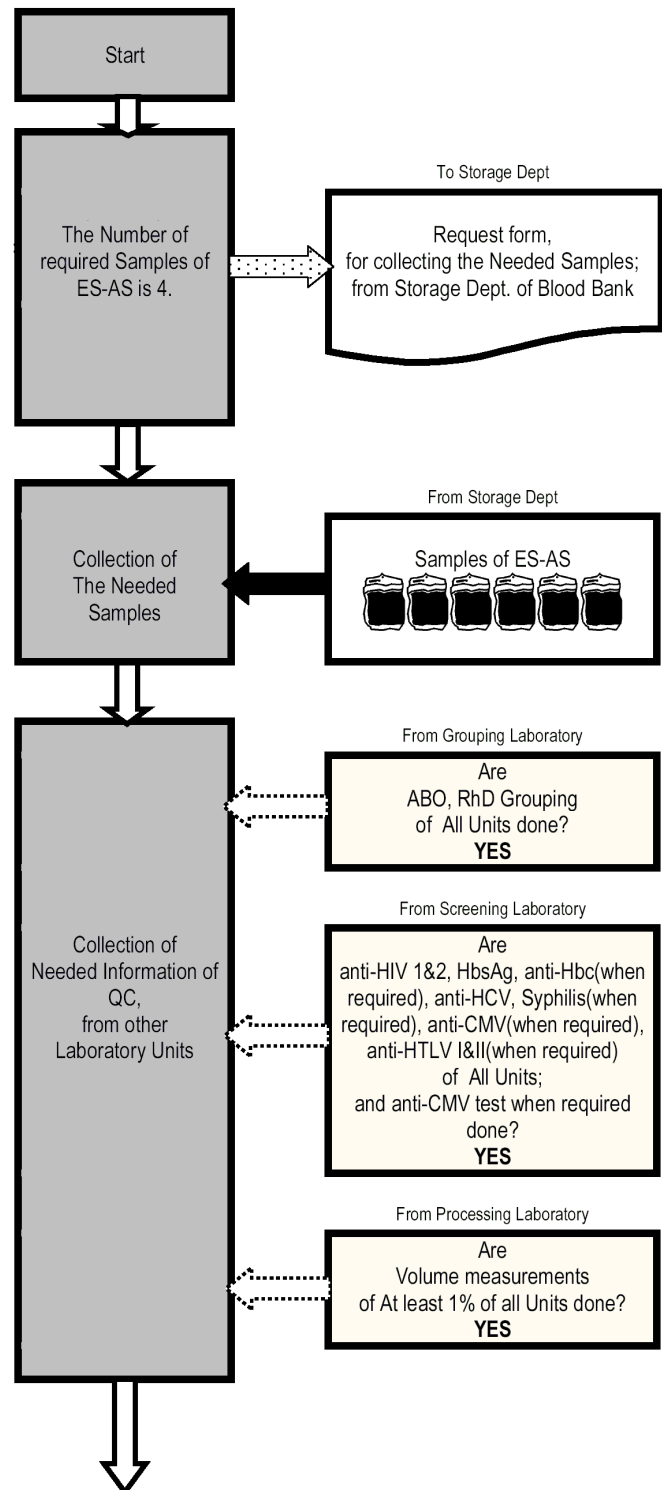 Start
The Number of
required Samples of
ES-AS is 4.
To Storage Dept
Request form,
for collecting the Needed Samples;
from Storage Dept. of Blood Bank
Collection of
The Needed
Samples
From Storage Dept
Samples of ES-AS
Collection of
Needed Information of
QC,
from other
Laboratory Units
From Grouping Laboratory
Are
ABO, RhD Grouping
of All Units done?
YES
From Screening Laboratory
Are
anti-HIV 1&2, HbsAg, anti-Hbc(when
required), anti-HCV, Syphilis(when
required), anti-CMV(when required),
anti-HTLV I&II(when required)
of All Units;
and anti-CMV test when required
done?
YES
From Processing Laboratory
Are
Volume measurements
of At least 1% of all Units done?
YES